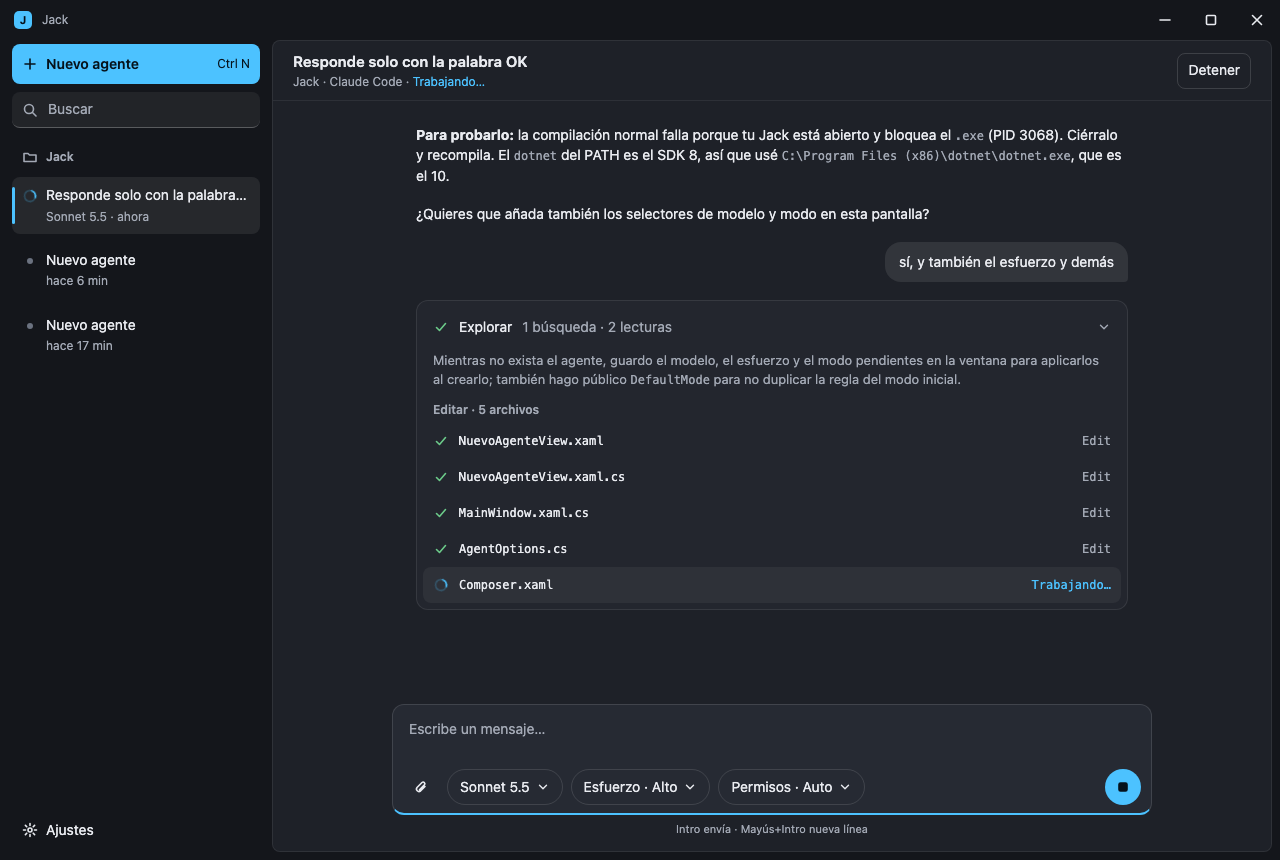 J Jack
Nuevo agente Ctrl N
Buscar
Jack
Responde solo con la palabra...
Sonnet 5.5 · ahora
Nuevo agente
hace 6 min
Nuevo agente
hace 17 min
Ajustes
Responde solo con la palabra OK
Jack · Claude Code · Trabajando...
Detener
Para probarlo: la compilación normal falla porque tu Jack está abierto y bloquea el .exe (PID 3068). Ciérralo
y recompila. El dotnet del PATH es el SDK 8, así que usé C:\Program Files (x86)\dotnet\dotnet.exe, que es
el 10.
¿Quieres que añada también los selectores de modelo y modo en esta pantalla?
sí, y también el esfuerzo y demás
Explorar 1 búsqueda · 2 lecturas
Mientras no exista el agente, guardo el modelo, el esfuerzo y el modo pendientes en la ventana para aplicarlos
al crearlo; también hago público DefaultMode para no duplicar la regla del modo inicial.
Editar · 5 archivos
NuevoAgenteView.xaml Edit
NuevoAgenteView.xaml.cs Edit
MainWindow.xaml.cs Edit
AgentOptions.cs Edit
Composer.xaml Trabajando…
Escribe un mensaje...
Sonnet 5.5 Esfuerzo · Alto Permisos · Auto
Intro envía · Mayús+Intro nueva línea